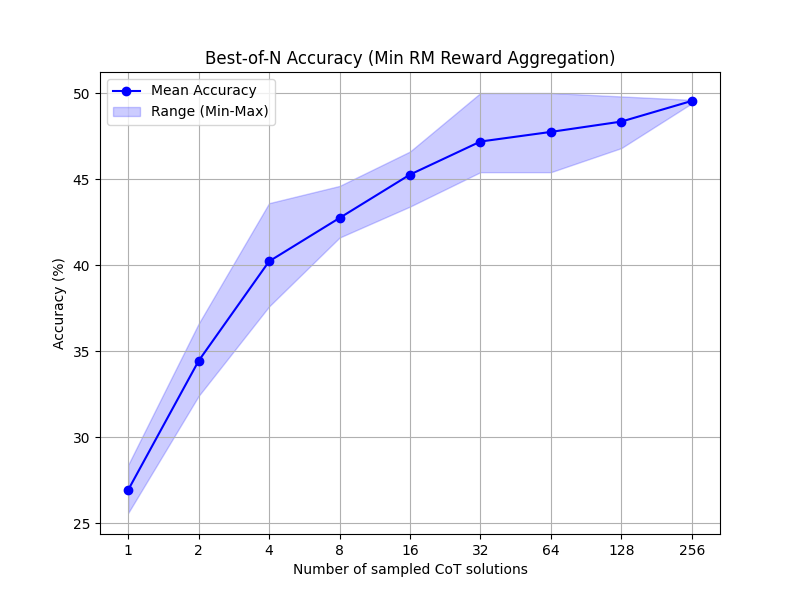 Best-of-N Accuracy (Min RM Reward Aggregation)
Mean Accuracy
Range (Min-Max)
50
45
40
35
30
25
Accuracy (%)
1 2 4 8 16 32 64 128 256
Number of sampled CoT solutions